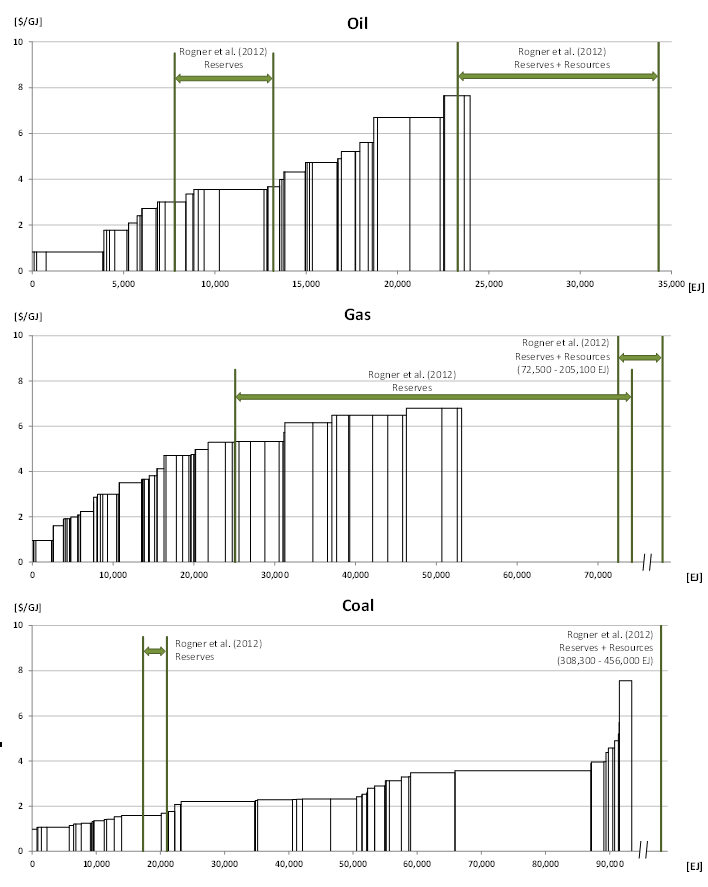 [$/GJ]
Oil
10
Rogner et al. (2012)
Reserves
Rogner et al. (2012)
Reserves + Resources
8
6
4
2
0
0 5,000 10,000 15,000 20,000 25,000 30,000 35,000 [EJ]
[$/GJ]
Gas
10
Rogner et al. (2012)
Reserves + Resources
(72,500 - 205,100 EJ)
Rogner et al. (2012)
Reserves
8
6
4
2
0
0 10,000 20,000 30,000 40,000 50,000 60,000 70,000 [EJ]
[$/GJ]
Coal
10
Rogner et al. (2012)
Reserves
Rogner et al. (2012)
Reserves + Resources
(308,300 - 456,000 EJ)
8
6
4
2
0
0 10,000 20,000 30,000 40,000 50,000 60,000 70,000 80,000 90,000 [EJ]